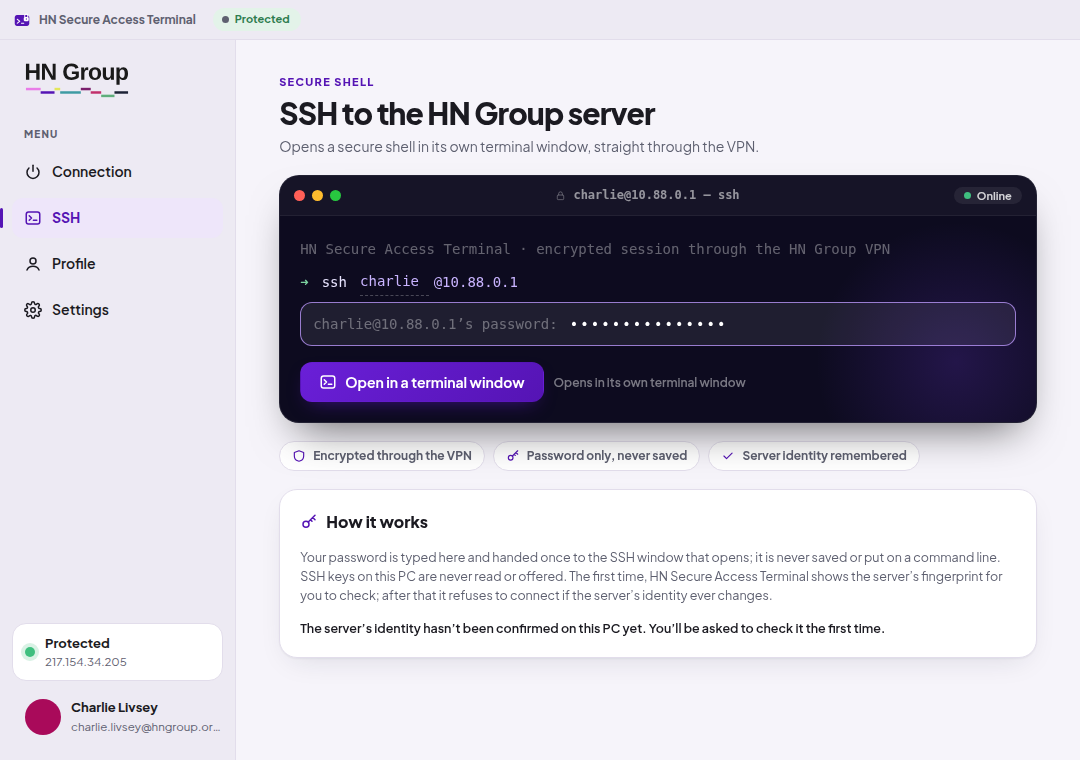 HN Secure Access Terminal
Protected
HN Group
MENU
Connection
SSH
Profile
Settings
Protected
217.154.34.205
Charlie Livsey
charlie.livsey@hngroup.or…
SECURE SHELL
SSH to the HN Group server
Opens a secure shell in its own terminal window, straight through the VPN.
charlie@10.88.0.1 — ssh
Online
HN Secure Access Terminal · encrypted session through the HN Group VPN
➜ ssh charlie @10.88.0.1
charlie@10.88.0.1’s password: •••••••••••••••
Open in a terminal window
Opens in its own terminal window
Encrypted through the VPN
Password only, never saved
Server identity remembered
How it works
Your password is typed here and handed once to the SSH window that opens; it is never saved or put on a command line.
SSH keys on this PC are never read or offered. The first time, HN Secure Access Terminal shows the server’s fingerprint for
you to check; after that it refuses to connect if the server’s identity ever changes.
The server’s identity hasn’t been confirmed on this PC yet. You’ll be asked to check it the first time.